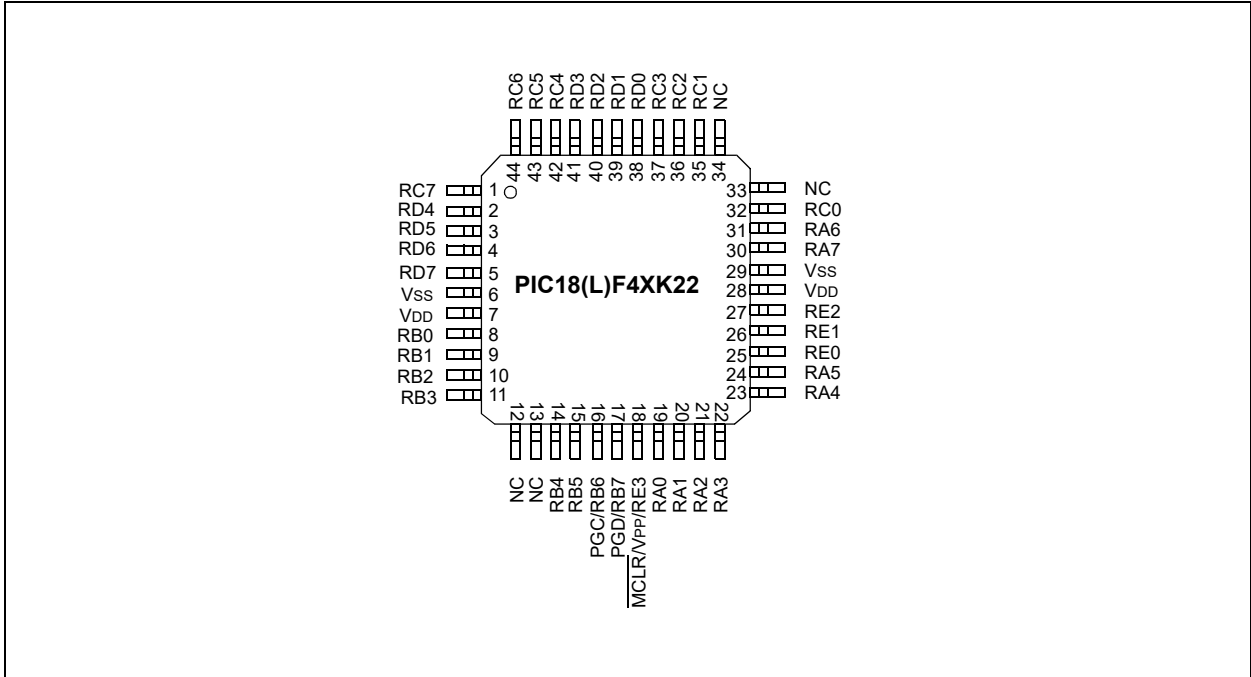 RC6
RC5
RC4
RD3
RD2
RD1
RD0
RC3
RC2
RC1
NC
44
43
42
41
40
39
38
37
36
35
34
RC7 1
RD4 2
RD5 3
RD6 4
RD7 5
VSS 6
VDD 7
RB0 8
RB1 9
RB2 10
RB3 11
PIC18(L)F4XK22
33 NC
32 RC0
31 RA6
30 RA7
29 VSS
28 VDD
27 RE2
26 RE1
25 RE0
24 RA5
23 RA4
12
13
14
15
16
17
18
19
20
21
22
NC
NC
RB4
RB5
PGC/RB6
PGD/RB7
MCLR/VPP/RE3
RA0
RA1
RA2
RA3